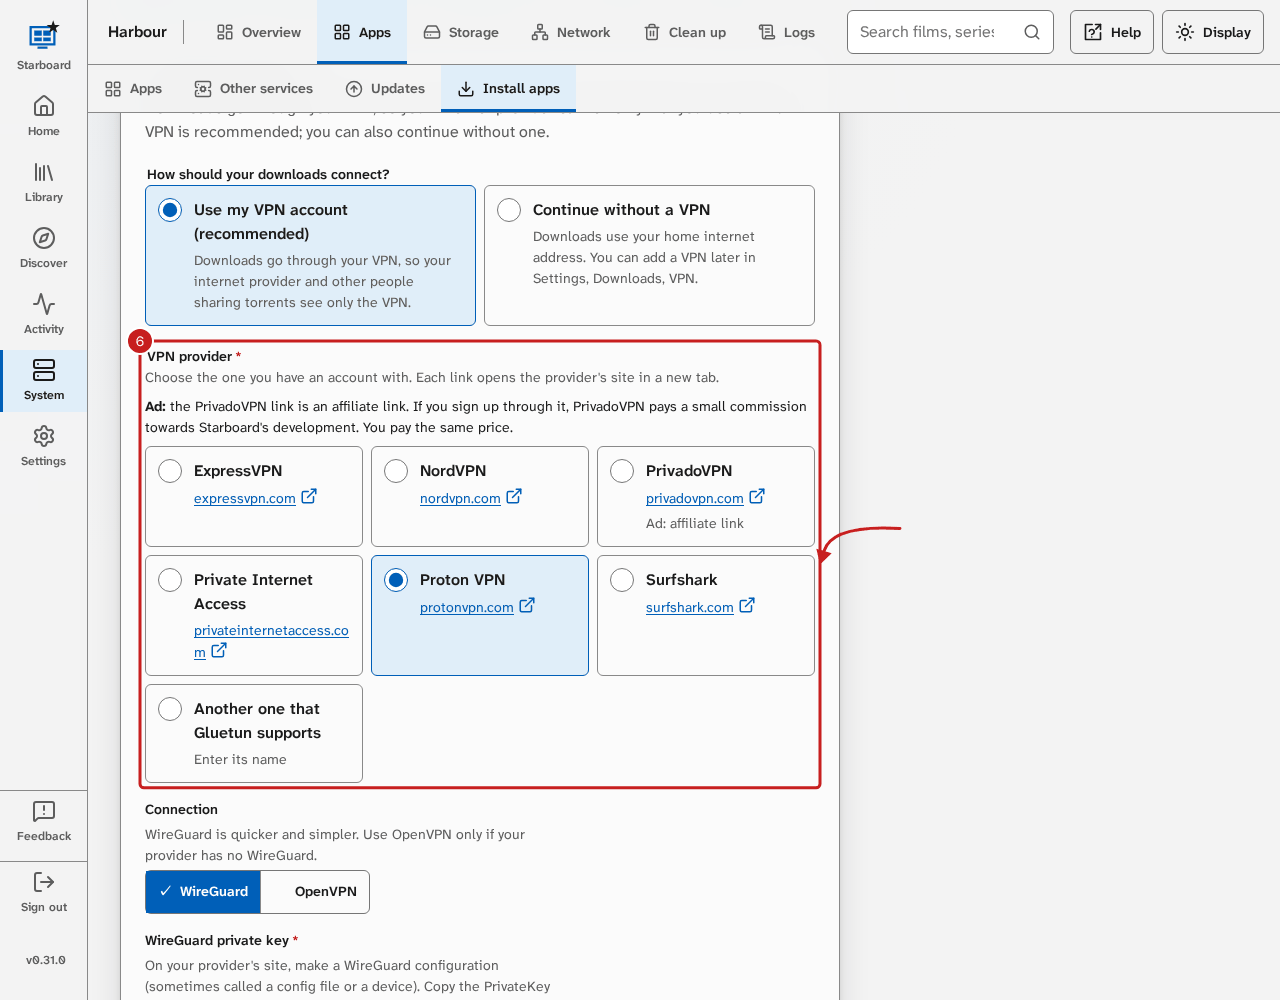 Starboard
Home
Library
Discover
Activity
System
Settings
Feedback
Sign out
v0.31.0
Harbour
Overview
Apps
Storage
Network
Clean up
Logs
Search films, series
Help
Display
Apps
Other services
Updates
Install apps
VPN is recommended; you can also continue without one.
How should your downloads connect?
Use my VPN account
(recommended)
Downloads go through your VPN, so your
internet provider and other people
sharing torrents see only the VPN.
Continue without a VPN
Downloads use your home internet
address. You can add a VPN later in
Settings, Downloads, VPN.
6
VPN provider *
Choose the one you have an account with. Each link opens the provider's site in a new tab.
Ad: the PrivadoVPN link is an affiliate link. If you sign up through it, PrivadoVPN pays a small commission
towards Starboard's development. You pay the same price.
ExpressVPN
expressvpn.com
NordVPN
nordvpn.com
PrivadoVPN
privadovpn.com
Ad: affiliate link
Private Internet
Access
privateinternetaccess.co
m
Proton VPN
protonvpn.com
Surfshark
surfshark.com
Another one that
Gluetun supports
Enter its name
Connection
WireGuard is quicker and simpler. Use OpenVPN only if your
provider has no WireGuard.
✓ WireGuard
OpenVPN
WireGuard private key *
On your provider's site, make a WireGuard configuration
(sometimes called a config file or a device). Copy the PrivateKey